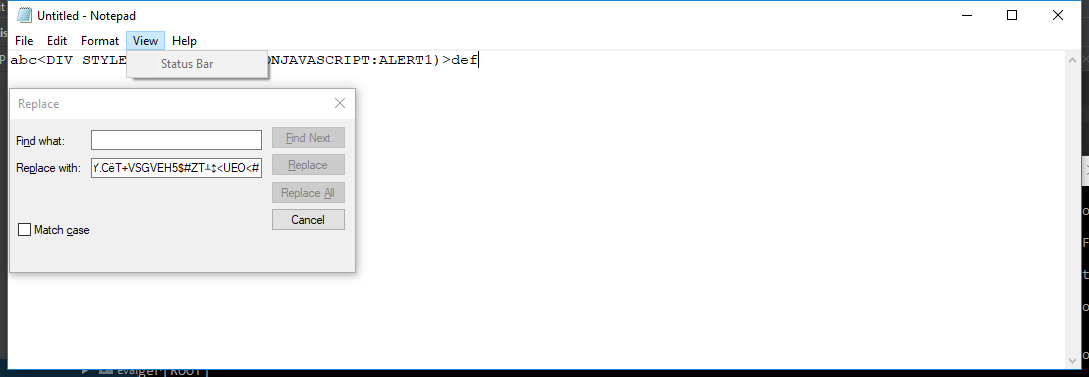 Untitled - Notepad
File Edit Format View Help
abc<DIV STYLE ONJAVASCRIPT:ALERT1)>def
Status Bar
Replace
Find what: Find Next
Replace with: .CëT+VSGVEH5$#ZT┴‡<UEO<# Replace
Replace All
Cancel
Match case
[ROOT]